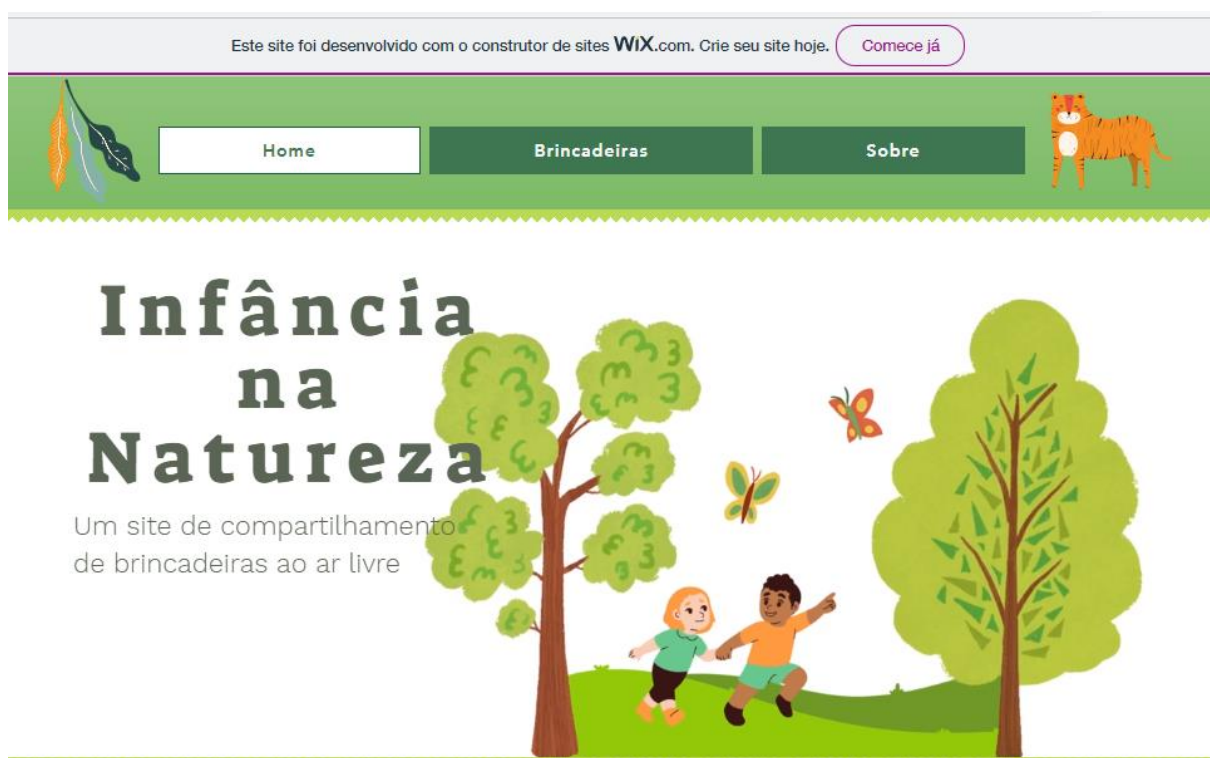 Este site foi desenvolvido com o construtor de sites WiX.com. Crie seu site hoje. Comece já
Home Brincadeiras Sobre
Infância
na
Natureza
Um site de compartilhamento
de brincadeiras ao ar livre